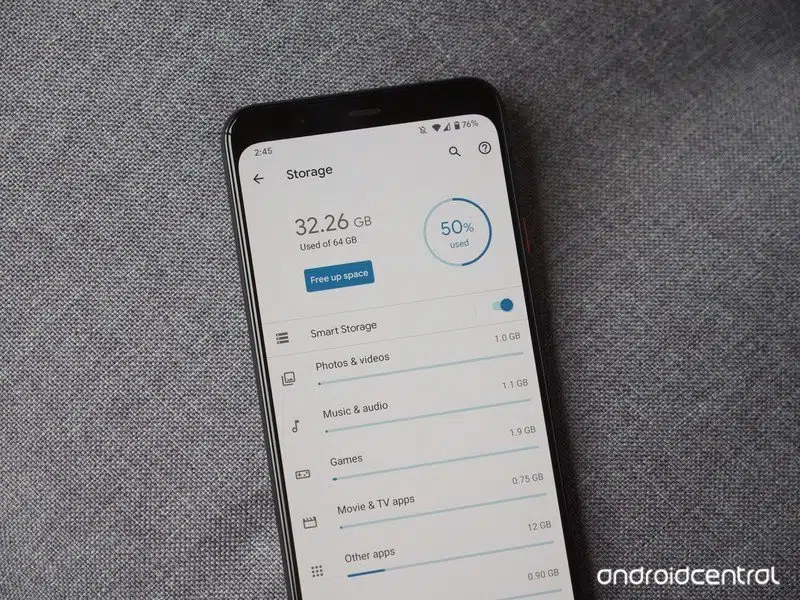 2:45
76%
Storage
32.26 GB
Used of 64 GB
50%
used
Free up space
Smart Storage
Photos & videos
1.0 GB
Music & audio
1.1 GB
Games
1.9 GB
Movie & TV apps
0.75 GB
Other apps
12 GB
0.90 GB
androidcentral